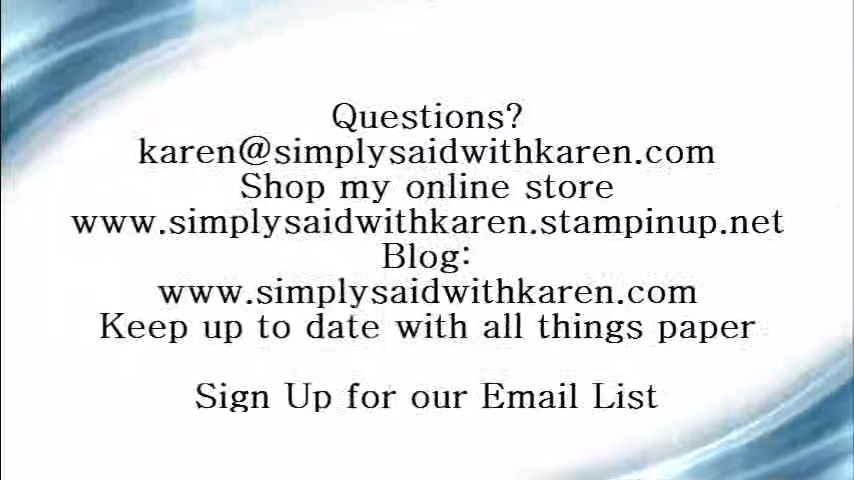 Questions?
karen@simplysaidwithkaren.com
Shop my online store
www.simplysaidwithkaren.stampinup.net
Blog:
www.simplysaidwithkaren.com
Keep up to date with all things paper
Sign Up for our Email List